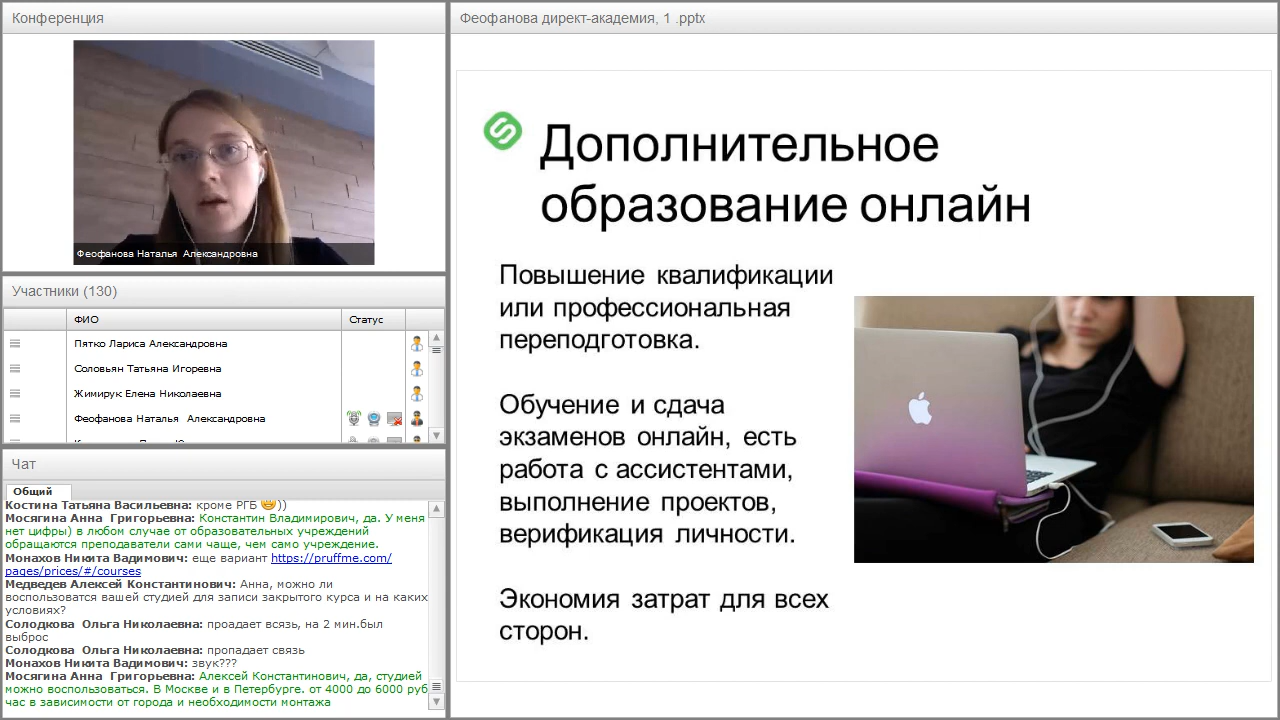 Конференция
Феофанова Наталья Александровна
Участники (130)
ФИО
Статус
Пятко Лариса Александровна
Соловьян Татьяна Игоревна
Жимирук Елена Николаевна
Феофанова Наталья Александровна
Чат
Общий
Костина Татьяна Васильевна: кроме РГБ ))
Мосягина Анна Григорьевна: Константин Владимирович, да. У меня
нет цифры) в любом случае от образовательных учреждений
обращаются преподатели сами чаще, чем само учреждение.
Монахов Никита Вадимович: еще вариант https://pruffme.com/
pages/prices/#/courses
Медведев Алексей Константинович: Анна, можно ли
воспользоватся вашей студией для записи закрытого курса и на каких
условиях?
Солодкова Ольга Николаевна: проадает всязь, на 2 мин.был
выброс
Солодкова Ольга Николаевна: пропадает связь
Монахов Никита Вадимович: звук???
Мосягина Анна Григорьевна: Алексей Константинович, да, студией
можно воспользоваться. В Москве и в Петербурге. от 4000 до 6000 руб
час в зависимости от города и необходимости монтажа
Феофанова директ-академия, 1 .pptx
Дополнительное
образование онлайн
Повышение квалификации
или профессиональная
переподготовка.
Обучение и сдача
экзаменов онлайн, есть
работа с ассистентами,
выполнение проектов,
верификация личности.
Экономия затрат для всех
сторон.